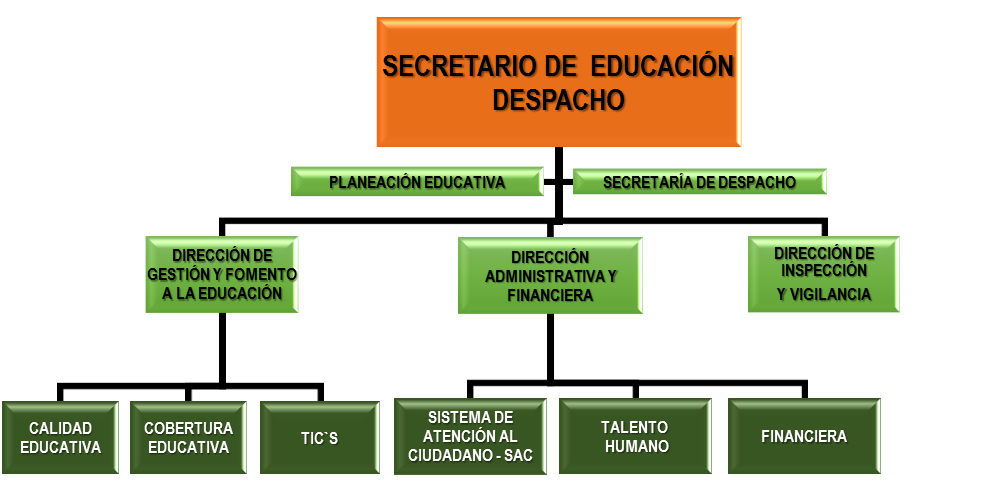 SECRETARIO DE EDUCACIÓN
DESPACHO
PLANEACIÓN EDUCATIVA
SECRETARÍA DE DESPACHO
DIRECCIÓN DE
GESTIÓN Y FOMENTO
A LA EDUCACIÓN
DIRECCIÓN
ADMINISTRATIVA Y
FINANCIERA
DIRECCIÓN DE
INSPECCIÓN
Y VIGILANCIA
CALIDAD
EDUCATIVA
COBERTURA
EDUCATIVA
TIC`S
SISTEMA DE
ATENCIÓN AL
CIUDADANO - SAC
TALENTO
HUMANO
FINANCIERA